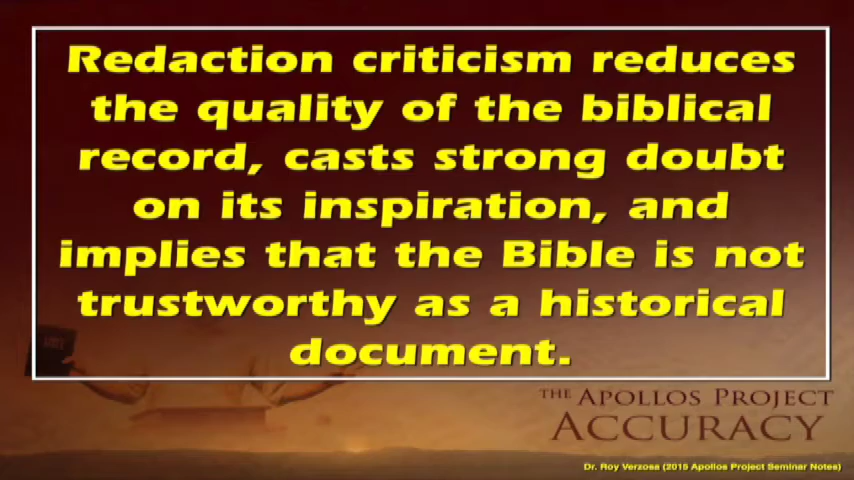 Redaction criticism reduces
the quality of the biblical
record, casts strong doubt
on its inspiration, and
implies that the Bible is not
trustworthy as a historical
document.
THE APOLLOS PROJECT
ACCURACY
Dr. Roy Verzosa (2015 Apollos Project Seminar Notes)